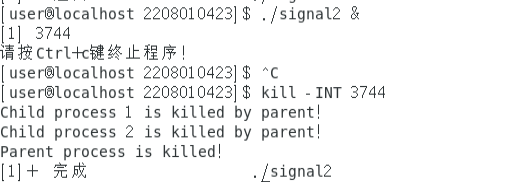 [user@localhost 2208010423]$ ./signal2 &
[1] 3744
请按Ctrl+c键终止程序!
[user@localhost 2208010423]$ ^C
[user@localhost 2208010423]$ kill -INT 3744
Child process 1 is killed by parent!
Child process 2 is killed by parent!
Parent process is killed!
[1]+ 完成 ./signal2